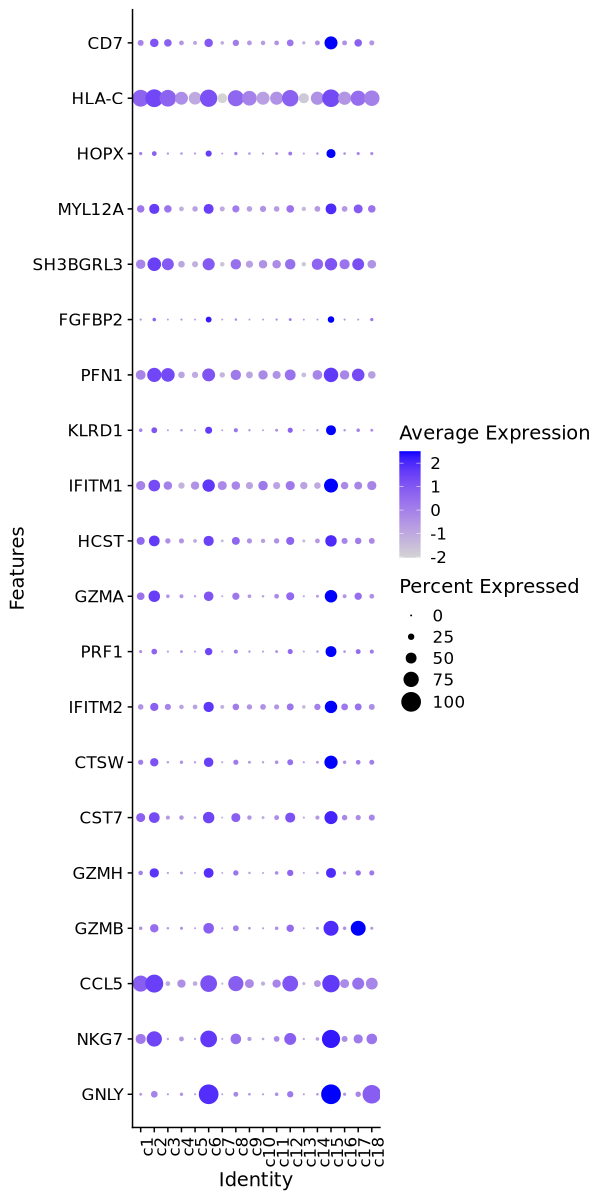 CD7
HLA-C
HOPX
MYL12A
SH3BGRL3
FGFBP2
PFN1
KLRD1
IFITM1
HCST
GZMA
PRF1
IFITM2
CTSW
CST7
GZMH
GZMB
CCL5
NKG7
GNLY
Features
c1 c2 c3 c4 c5 c6 c7 c8 c9 c10 c11 c12 c13 c14 c15 c16 c17 c18
Identity
Average Expression
2
1
0
-1
-2
Percent Expressed
0
25
50
75
100